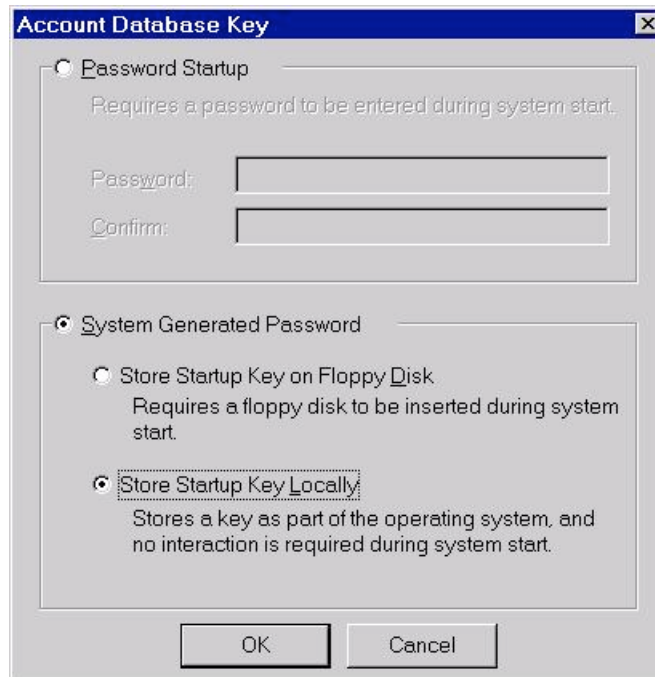 Account Database Key
Password Startup
Requires a password to be entered during system start.
Password:
Confirm:
System Generated Password
Store Startup Key on Floppy Disk
Requires a floppy disk to be inserted during system
start.
Store Startup Key Locally
Stores a key as part of the operating system, and
no interaction is required during system start.
OK
Cancel